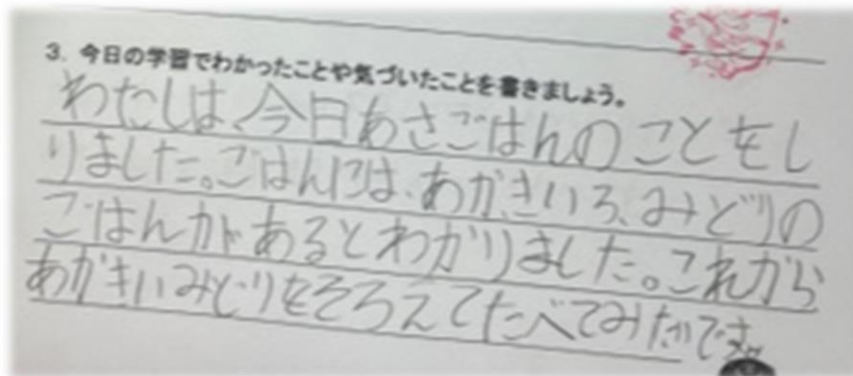 3. 今日の学習でわかったことや気づいたことを書きましょう。
わたしは、今日あさごはんのことをし
りました。ごはんには、あか、きいろ、みどりの
ごはんがあるとわかりました。これから
あかきいみどりをそろえてたべてみたいです。